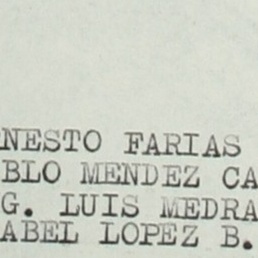 NESTO FARIAS
BLO MENDEZ CA
G. LUIS MEDRA
ABEL LOPEZ B.